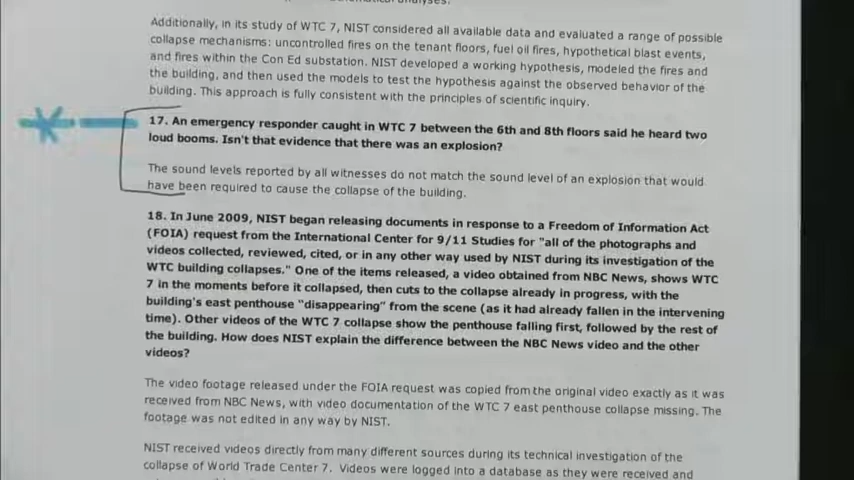 Additionally, in its study of WTC 7, NIST considered all available data and evaluated a range of possible
collapse mechanisms: uncontrolled fires on the tenant floors, fuel oil fires, hypothetical blast events,
and fires within the Con Ed substation. NIST developed a working hypothesis, modeled the fires and
the building, and then used the models to test the hypothesis against the observed behavior of the
building. This approach is fully consistent with the principles of scientific inquiry.
17. An emergency responder caught in WTC 7 between the 6th and 8th floors said he heard two
loud booms. Isn't that evidence that there was an explosion?
The sound levels reported by all witnesses do not match the sound level of an explosion that would
have been required to cause the collapse of the building.
18. In June 2009, NIST began releasing documents in response to a Freedom of Information Act
(FOIA) request from the International Center for 9/11 Studies for "all of the photographs and
videos collected, reviewed, cited, or in any other way used by NIST during its investigation of the
WTC building collapses." One of the items released, a video obtained from NBC News, shows WTC
7 in the moments before it collapsed, then cuts to the collapse already in progress, with the
building's east penthouse "disappearing" from the scene (as it had already fallen in the intervening
time). Other videos of the WTC 7 collapse show the penthouse falling first, followed by the rest of
the building. How does NIST explain the difference between the NBC News video and the other
videos?
The video footage released under the FOIA request was copied from the original video exactly as it was
received from NBC News, with video documentation of the WTC 7 east penthouse collapse missing. The
footage was not edited in any way by NIST.
NIST received videos directly from many different sources during its technical investigation of the
collapse of World Trade Center 7. Videos were logged into a database as they were received and